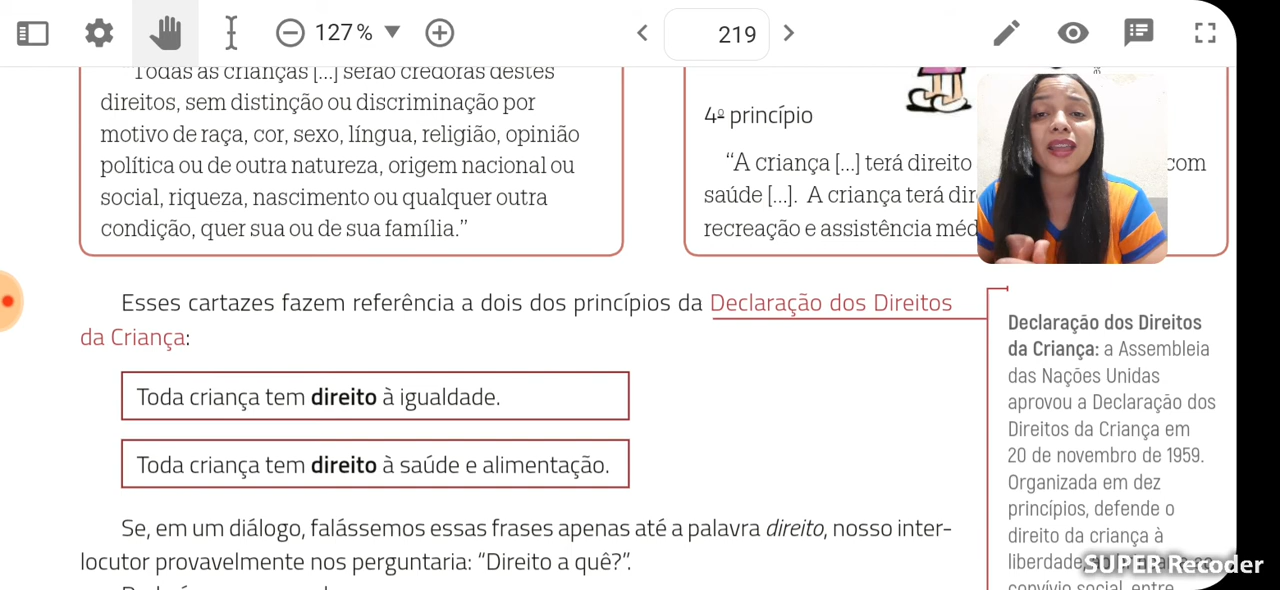 127%
219
Todas as crianças [...] serão credoras destes
direitos, sem distinção ou discriminação por
motivo de raça, cor, sexo, língua, religião, opinião
política ou de outra natureza, origem nacional ou
social, riqueza, nascimento ou qualquer outra
condição, quer sua ou de sua família.”
4º princípio
“A criança [...] terá direito com
saúde [...]. A criança terá
recreação e assistência
Esses cartazes fazem referência a dois dos princípios da Declaração dos Direitos
da Criança:
Toda criança tem direito à igualdade.
Toda criança tem direito à saúde e alimentação.
Se, em um diálogo, falássemos essas frases apenas até a palavra direito, nosso inter-
locutor provavelmente nos perguntaria: “Direito a quê?”.
Declaração dos Direitos
da Criança: a Assembleia
das Nações Unidas
aprovou a Declaração dos
Direitos da Criança em
20 de novembro de 1959.
Organizada em dez
princípios, defende o
direito da criança à
liberdade,
convívio social, entre
SUPER Recoder